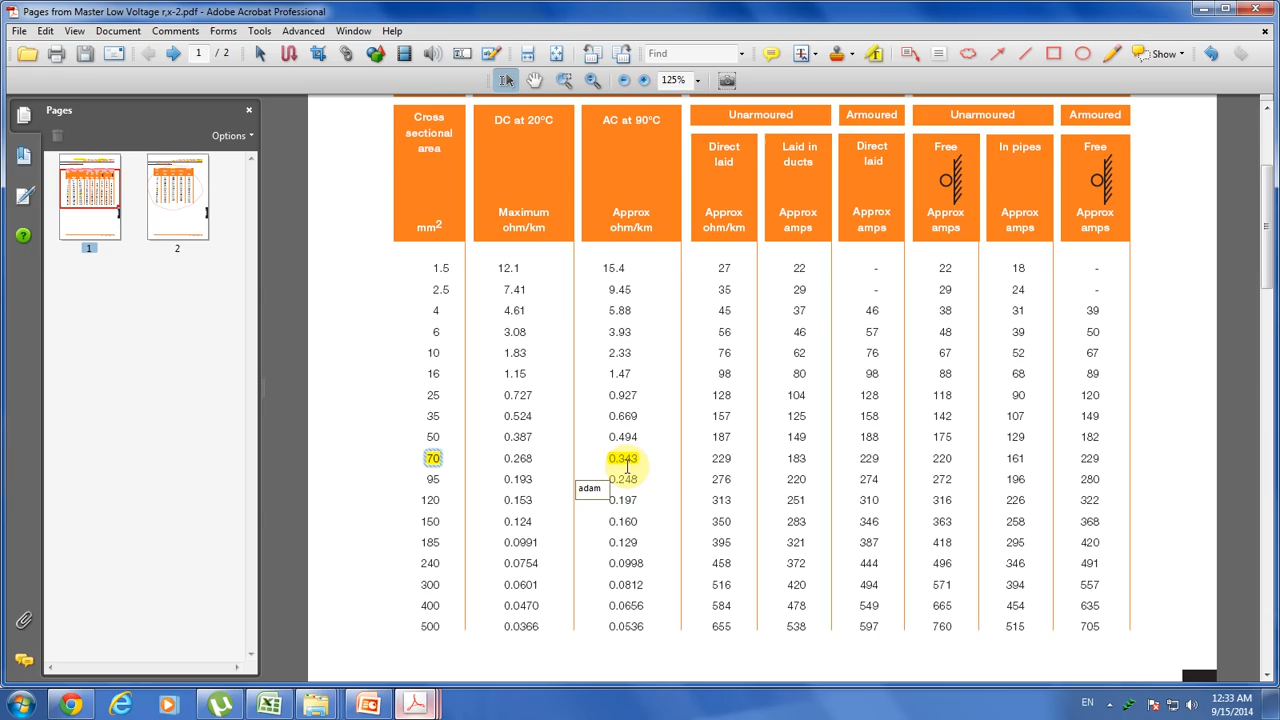 Pages from Master Low Voltage r,x-2.pdf - Adobe Acrobat Professional
File Edit View Document Comments Forms Tools Advanced Window Help
1 / 2 Find Show
125%
Pages
Options
1
2
Cross sectional area mm2
DC at 20ºC Maximum ohm/km
AC at 90ºC Approx ohm/km
Unarmoured Armoured Unarmoured Armoured
Direct laid Approx ohm/km
Laid in ducts Approx amps
Direct laid Approx amps
Free Approx amps
In pipes Approx amps
Free Approx amps
1.5 12.1 15.4 27 22 - 22 18 -
2.5 7.41 9.45 35 29 - 29 24 -
4 4.61 5.88 45 37 46 38 31 39
6 3.08 3.93 56 46 57 48 39 50
10 1.83 2.33 76 62 76 67 52 67
16 1.15 1.47 98 80 98 88 68 89
25 0.727 0.927 128 104 128 118 90 120
35 0.524 0.669 157 125 158 142 107 149
50 0.387 0.494 187 149 188 175 129 182
70 0.268 0.343 229 183 229 220 161 229
95 0.193 0.248 276 220 274 272 196 280
adam
120 0.153 0.197 313 251 310 316 226 322
150 0.124 0.160 350 283 346 363 258 368
185 0.0991 0.129 395 321 387 418 295 420
240 0.0754 0.0998 458 372 444 496 346 491
300 0.0601 0.0812 516 420 494 571 394 557
400 0.0470 0.0656 584 478 549 665 454 635
500 0.0366 0.0536 655 538 597 760 515 705
EN
12:33 AM
9/15/2014